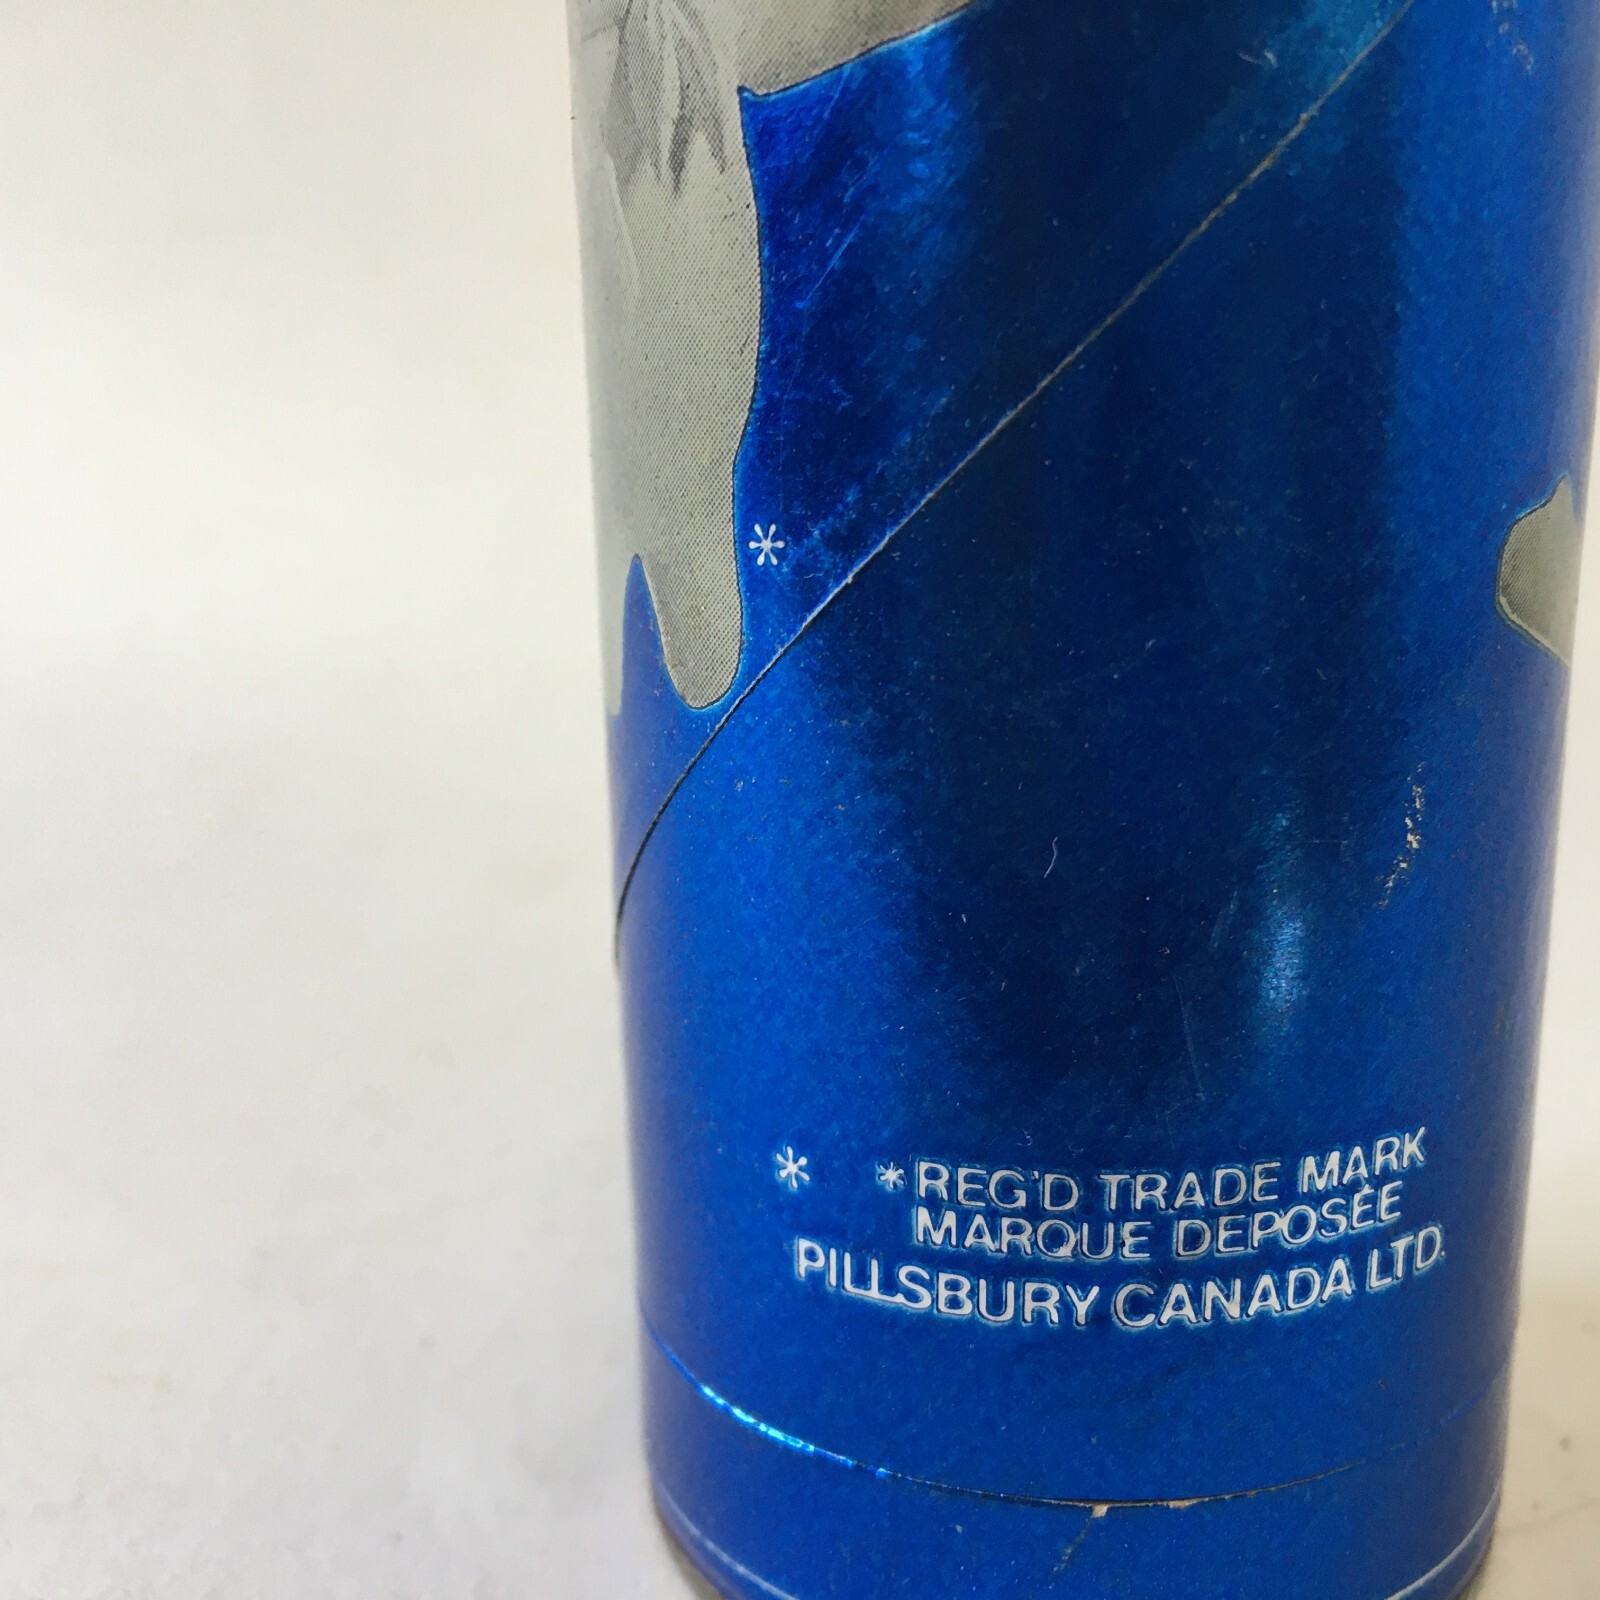 *
* *REG'D TRADE MARK
MARQUE DEPOSÉE
PILLSBURY CANADA LTD.